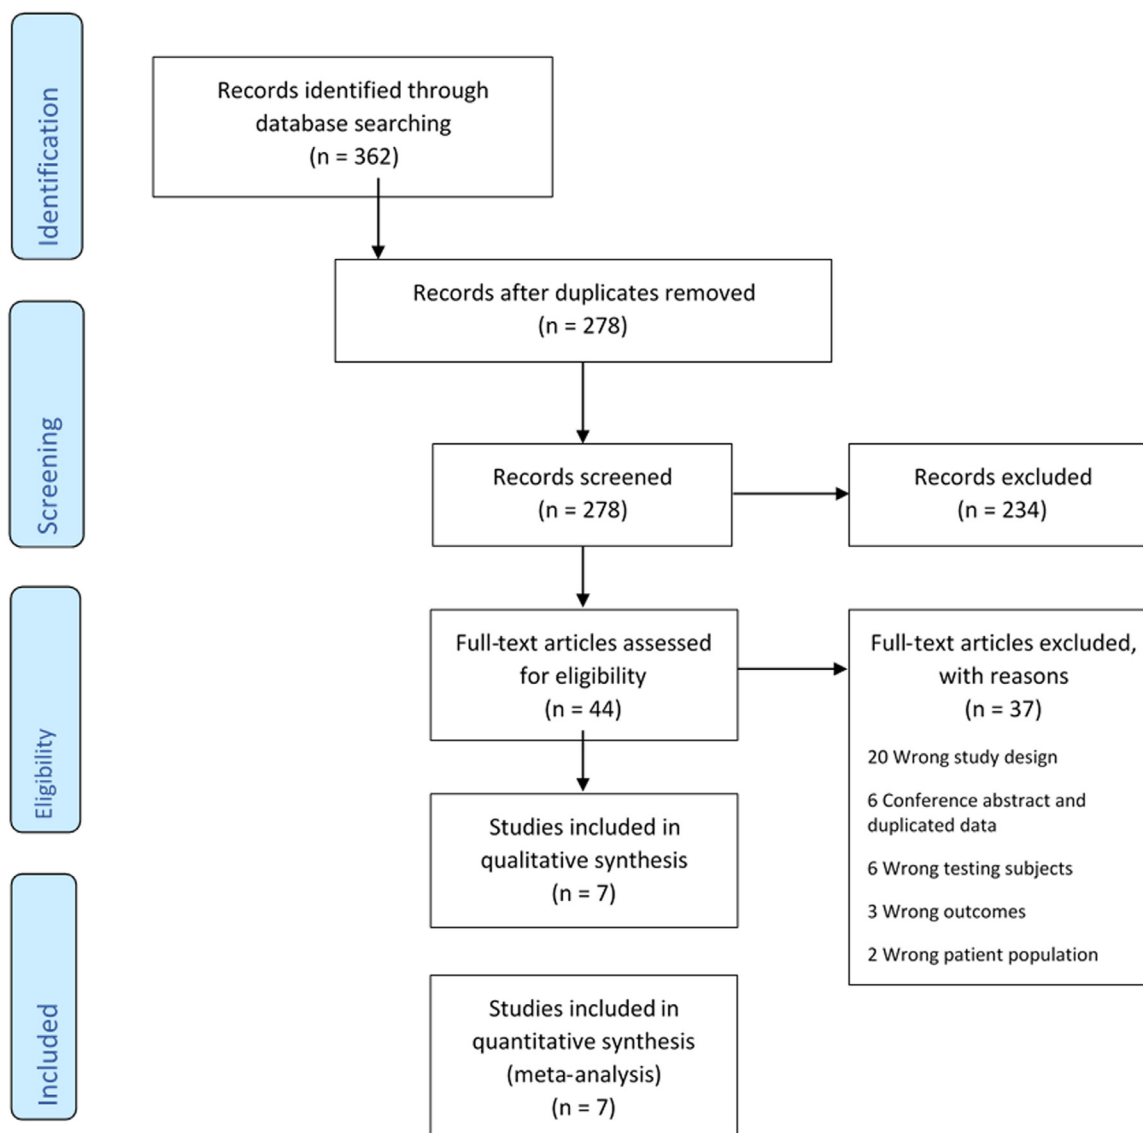 Identification
Records identified through
database searching
(n = 362)
Records after duplicates removed
(n = 278)
Screening
Records screened
(n = 278)
Records excluded
(n = 234)
Eligibility
Full-text articles assessed
for eligibility
(n = 44)
Full-text articles excluded,
with reasons
(n = 37)
20 Wrong study design
6 Conference abstract and
duplicated data
6 Wrong testing subjects
3 Wrong outcomes
2 Wrong patient population
Studies included in
qualitative synthesis
(n = 7)
Included
Studies included in
quantitative synthesis
(meta-analysis)
(n = 7)